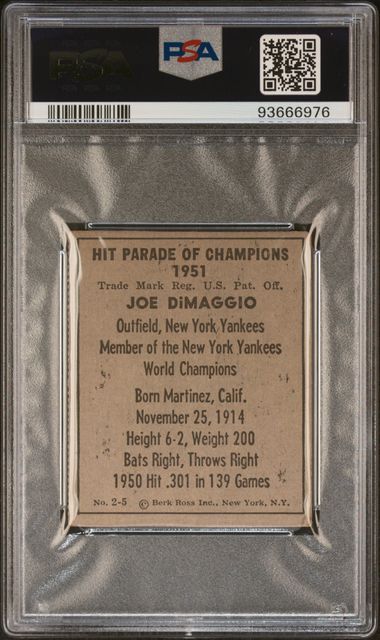 PSA
PSA
93666976
HIT PARADE OF CHAMPIONS
1951
Trade Mark Reg. U.S. Pat. Off.
JOE DiMAGGIO
Outfield, New York Yankees
Member of the New York Yankees
World Champions
Born Martinez, Calif.
November 25, 1914
Height 6-2, Weight 200
Bats Right, Throws Right
1950 Hit .301 in 139 Games
No. 2-5 © Berk Ross Inc., New York, N.Y.